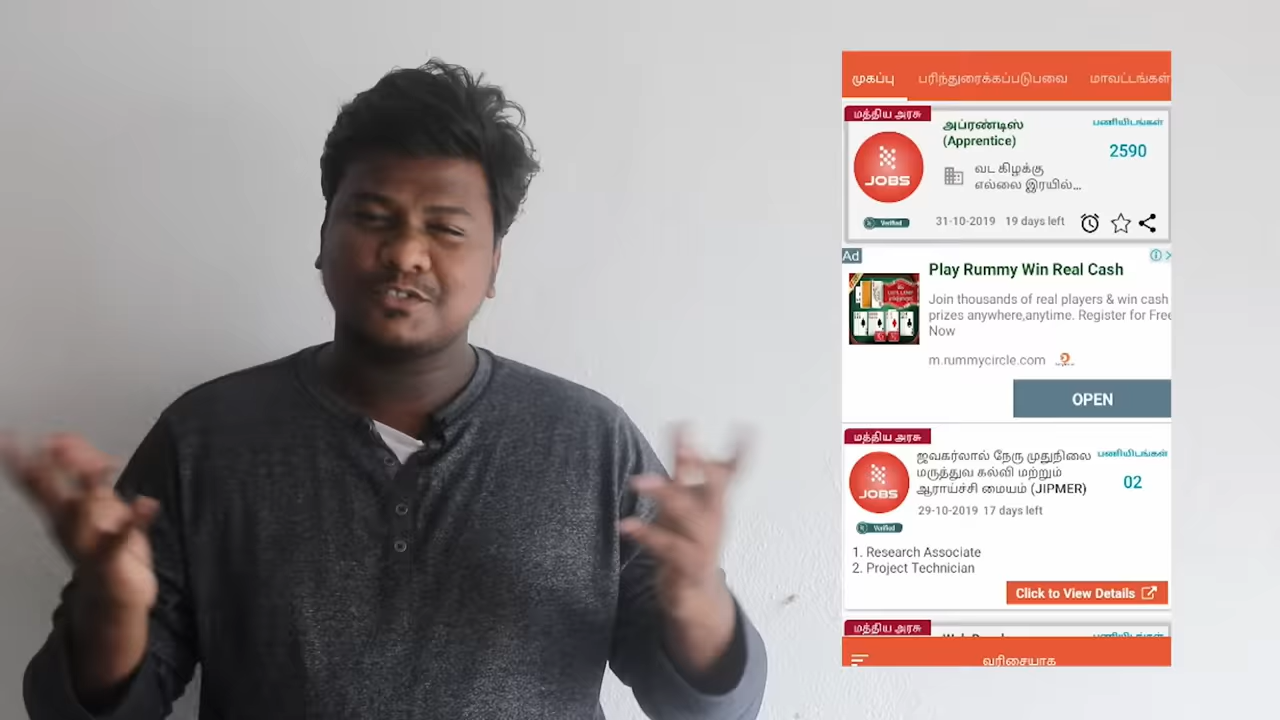 முகப்பு
பரிந்துரைக்கப்படுபவை
மாவட்டங்கள்
மத்திய அரசு
JOBS
Verified
அப்ரண்டிஸ்
(Apprentice)
பணியிடங்கள்
2590
வட கிழக்கு
எல்லை இரயில்...
31-10-2019 19 days left
Ad
Play Rummy Win Real Cash
Join thousands of real players & win cash
prizes anywhere,anytime. Register for Free
Now
m.rummycircle.com
OPEN
மத்திய அரசு
JOBS
Verified
ஜவகர்லால் நேரு முதுநிலை
மருத்துவ கல்வி மற்றும்
ஆராய்ச்சி மையம் (JIPMER)
பணியிடங்கள்
02
29-10-2019 17 days left
1. Research Associate
2. Project Technician
Click to View Details
மத்திய அரசு
வரிசையாக